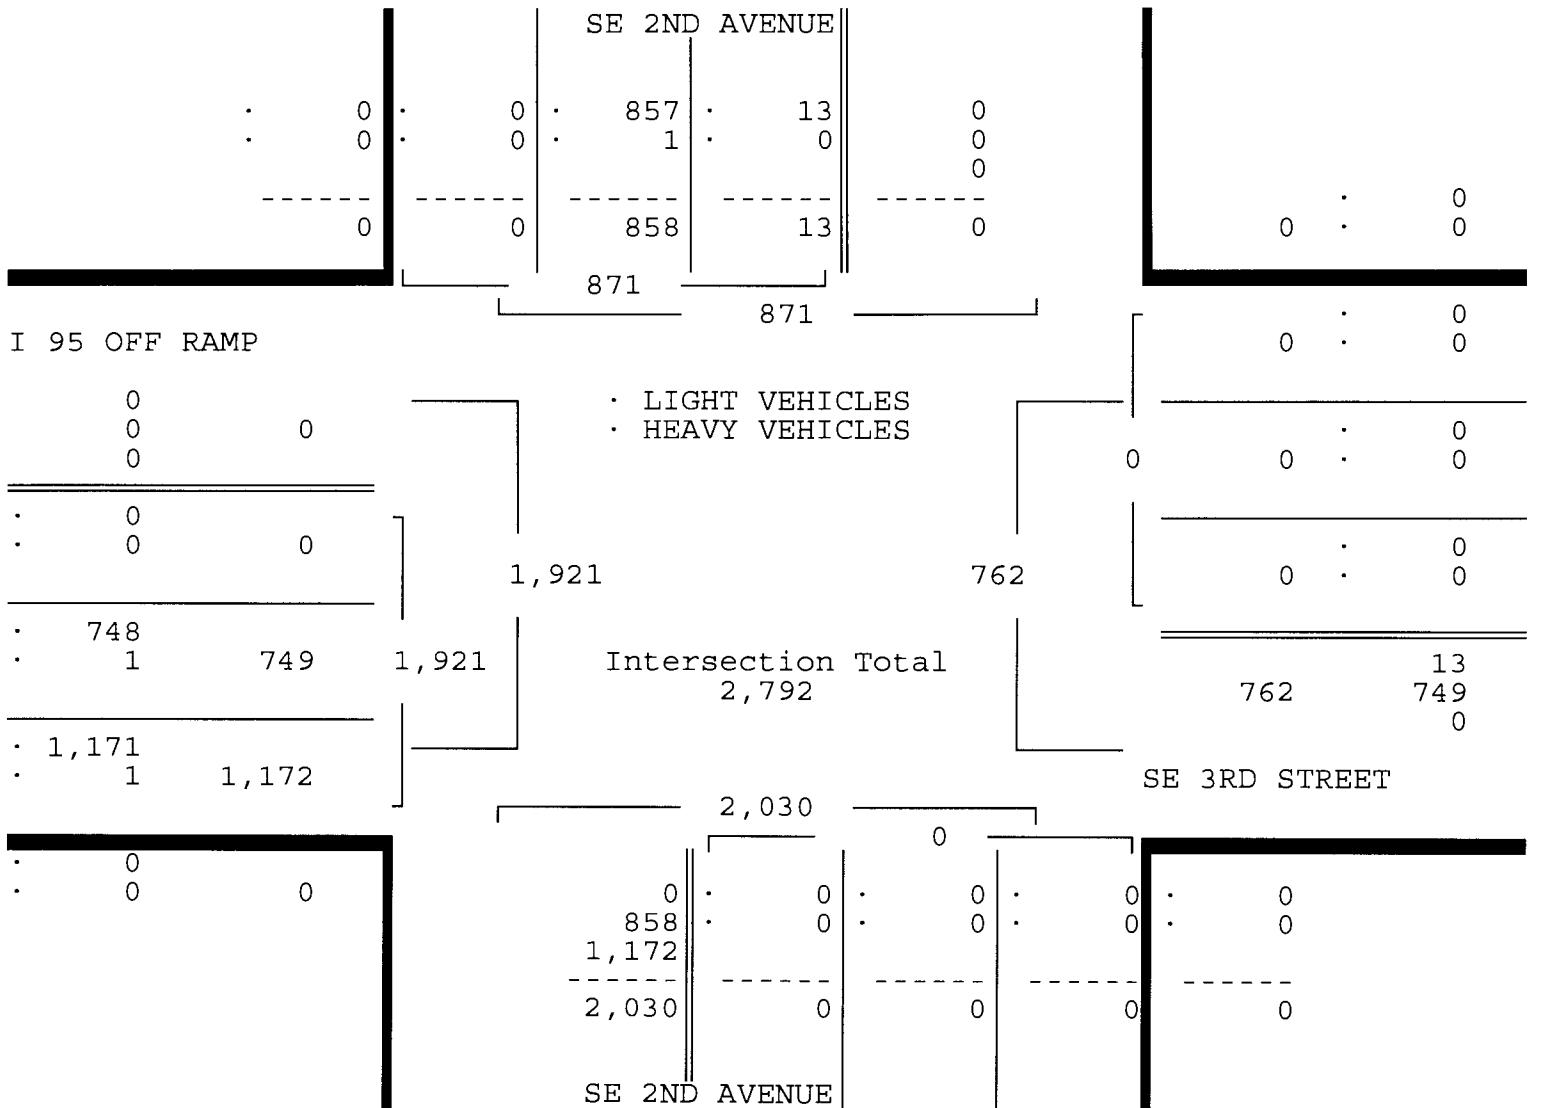 SE 2ND AVENUE
· 0 · 0 · 857 · 13 0
· 0 · 0 · 1 · 0 0
0
------ ------ ------ ------ ------ · 0
0 0 858 13 0 0 · 0
871
871 · 0
I 95 OFF RAMP 0 · 0
0 · LIGHT VEHICLES
0 0 · HEAVY VEHICLES · 0
0 0 0 · 0
· 0
· 0 0 · 0
1,921 762 0 · 0
· 748
· 1 749 1,921 Intersection Total 13
2,792 762 749
0
· 1,171
· 1 1,172 SE 3RD STREET
2,030
0
· 0
· 0 0 0 · 0 · 0 · 0 · 0
858 · 0 · 0 · 0 · 0
1,172
------ ------ ------ ------ ------
2,030 0 0 0 0
SE 2ND AVENUE